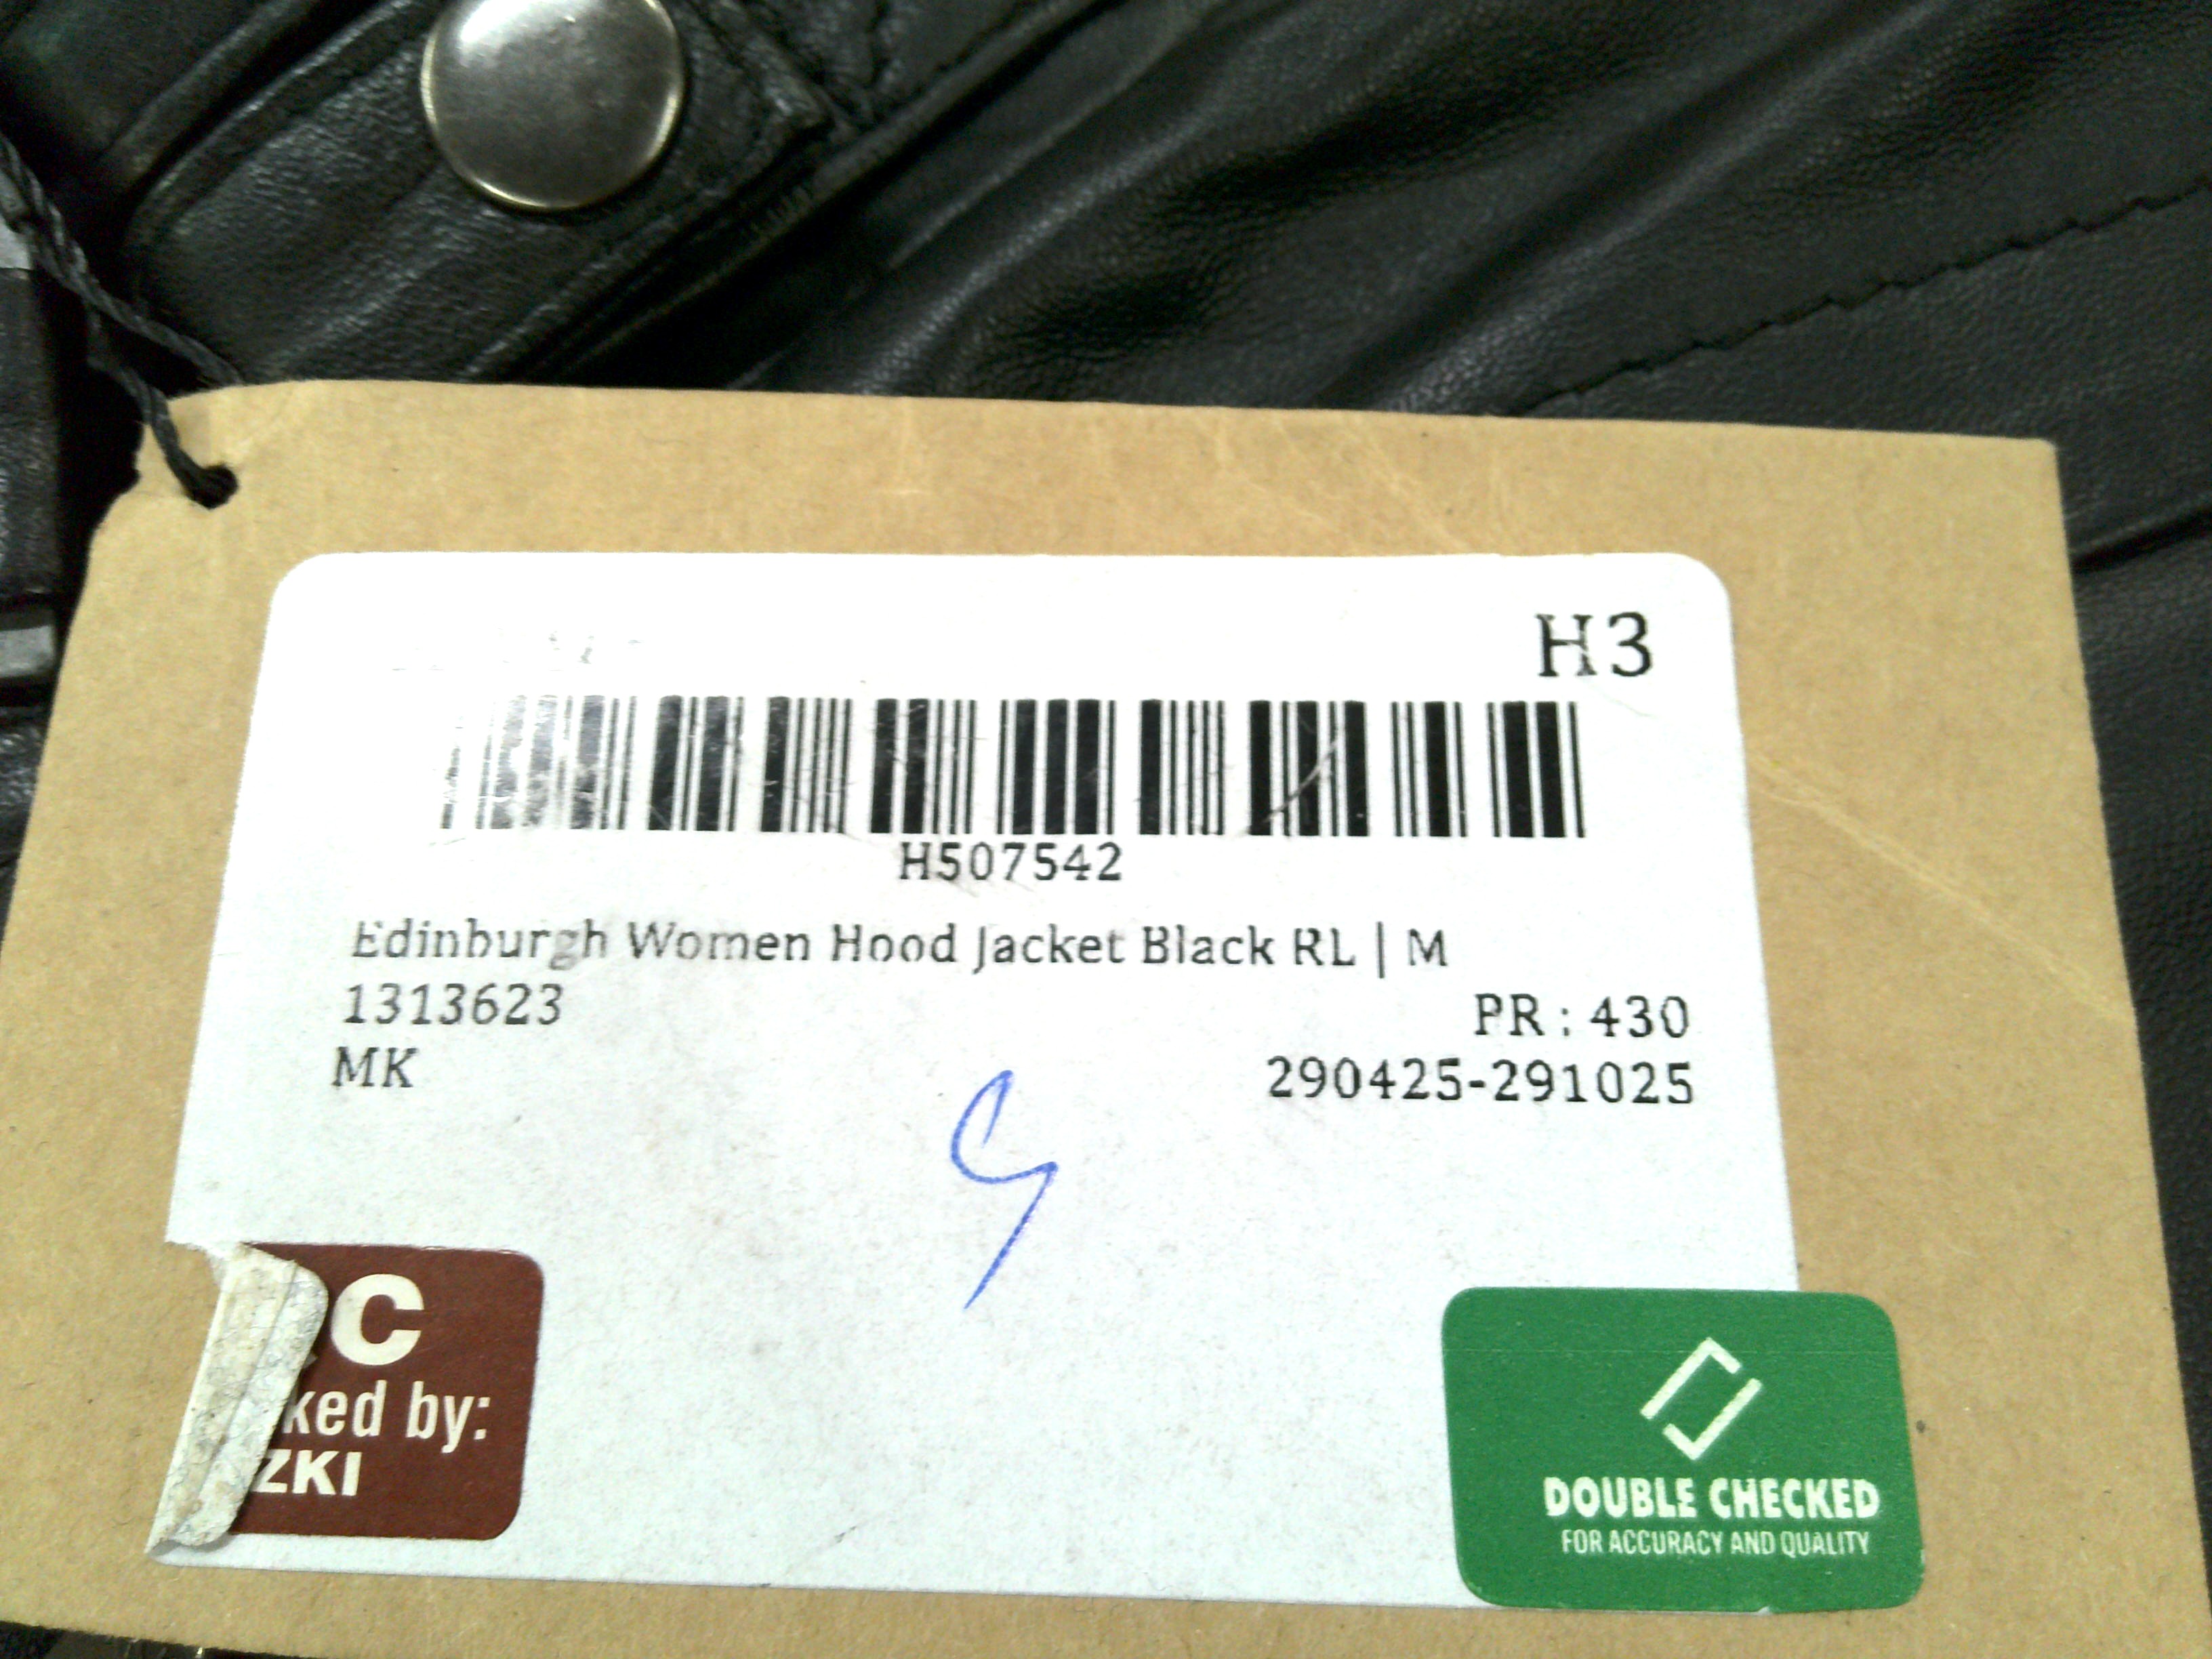 H3
H507542
Edinburgh Women Hood Jacket Black RL | M
1313623
PR : 430
MK
290425-291025
C
ked by:
ZKI
DOUBLE CHECKED
FOR ACCURACY AND QUALITY